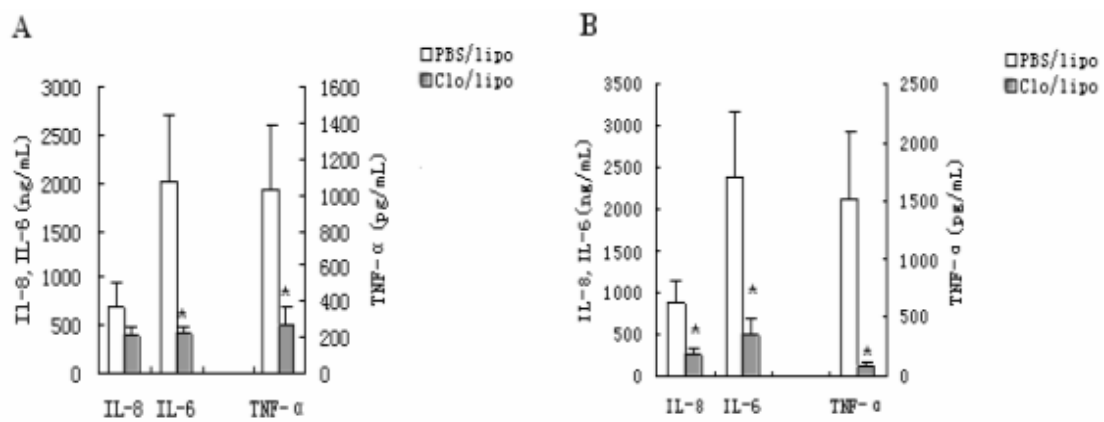 A
PBS/lipo
Clo/lipo
Il-8, IL-6 (ng/mL)
3000
2500
2000
1500
1000
500
0
*
*
1600
1400
1200
1000
800
600
400
200
0
TNF-α (pg/mL)
IL-8 IL-6 TNF-α
B
PBS/lipo
Clo/lipo
IL-8, IL-6 (ng/mL)
3500
3000
2500
2000
1500
1000
500
0
*
*
*
2500
2000
1500
1000
500
0
TNF-α (pg/mL)
IL-8 IL-6 TNF-α